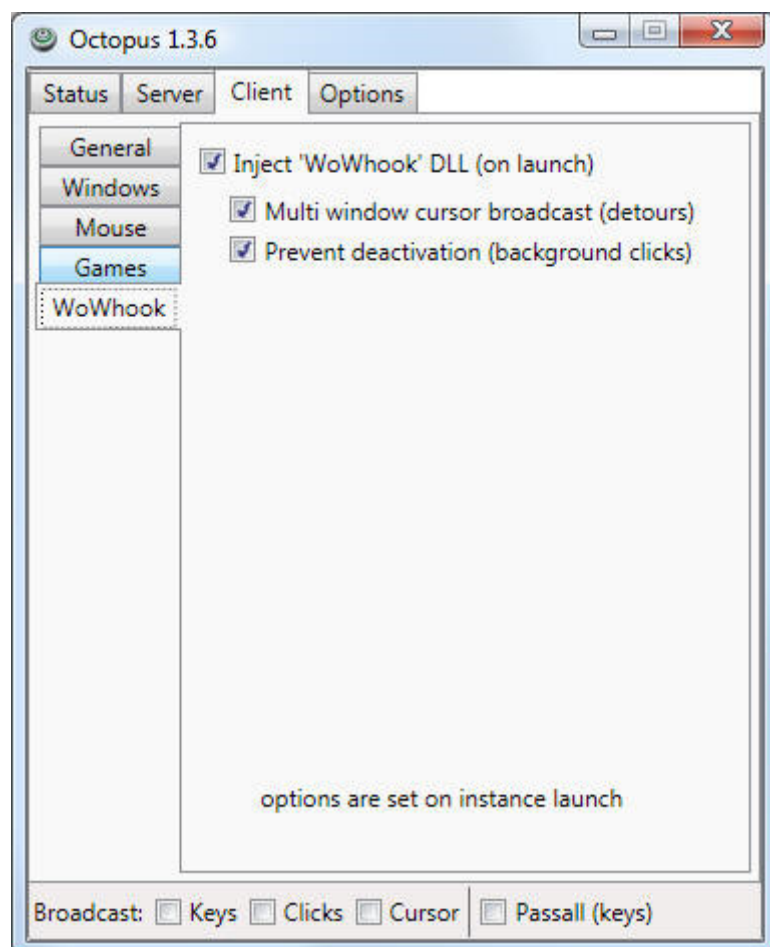 Octopus 1.3.6
Status Server Client Options
General
Windows
Mouse
Games
WoWhook
Inject 'WoWhook' DLL (on launch)
Multi window cursor broadcast (detours)
Prevent deactivation (background clicks)
options are set on instance launch
Broadcast: Keys Clicks Cursor Passall (keys)